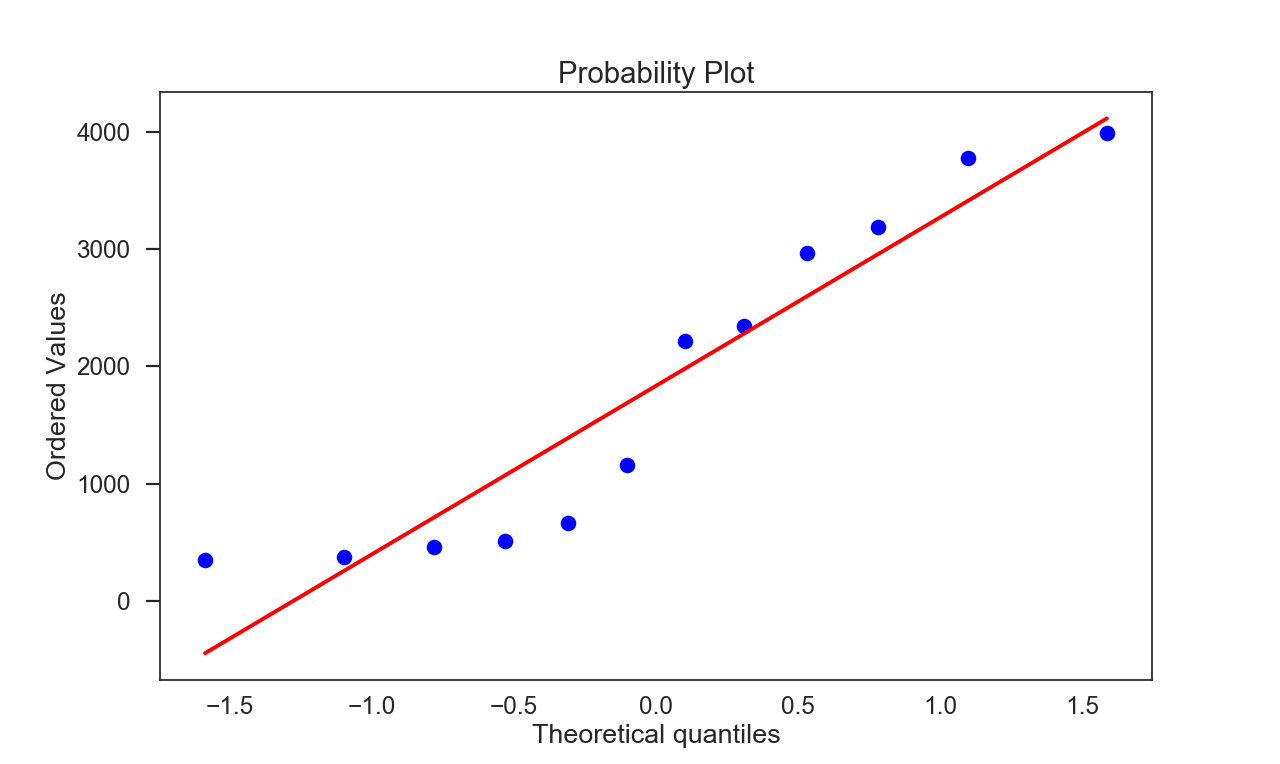 Probability Plot
4000
3000
2000
1000
0
Ordered Values
−1.5 −1.0 −0.5 0.0 0.5 1.0 1.5
Theoretical quantiles